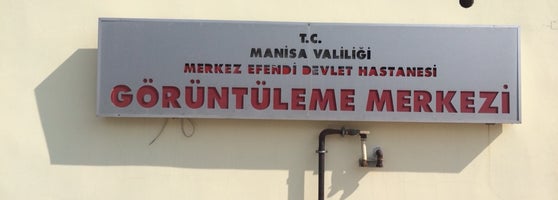 T.C.
MANİSA VALİLİĞİ
MERKEZ EFENDİ DEVLET HASTANESİ
GÖRÜNTÜLEME MERKEZİ